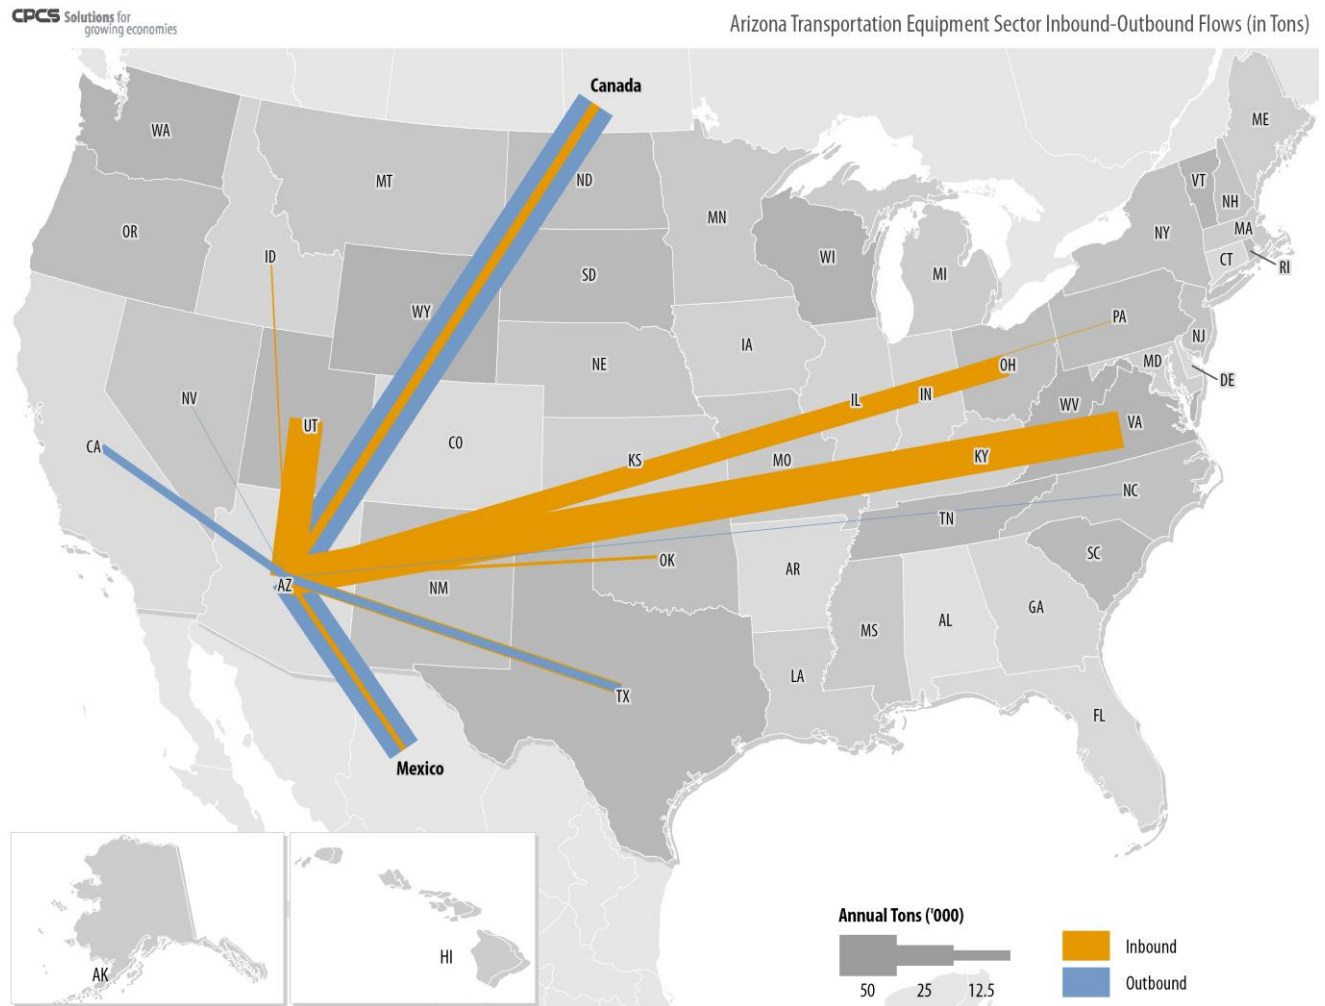 CPCS Solutions for
growing economies
Arizona Transportation Equipment Sector Inbound-Outbound Flows (in Tons)
Canada
WA
MT
ND
MN
ME
VT
NH
OR
ID
SD
WI
MI
NY
MA
CT
RI
WY
IA
NE
PA
NJ
OH
MD
DE
NV
UT
CO
IL
IN
WV
VA
CA
KS
MO
KY
NC
TN
AZ
NM
OK
AR
SC
MS
AL
GA
TX
LA
FL
Mexico
AK
HI
Annual Tons ('000)
50
25
12.5
Inbound
Outbound